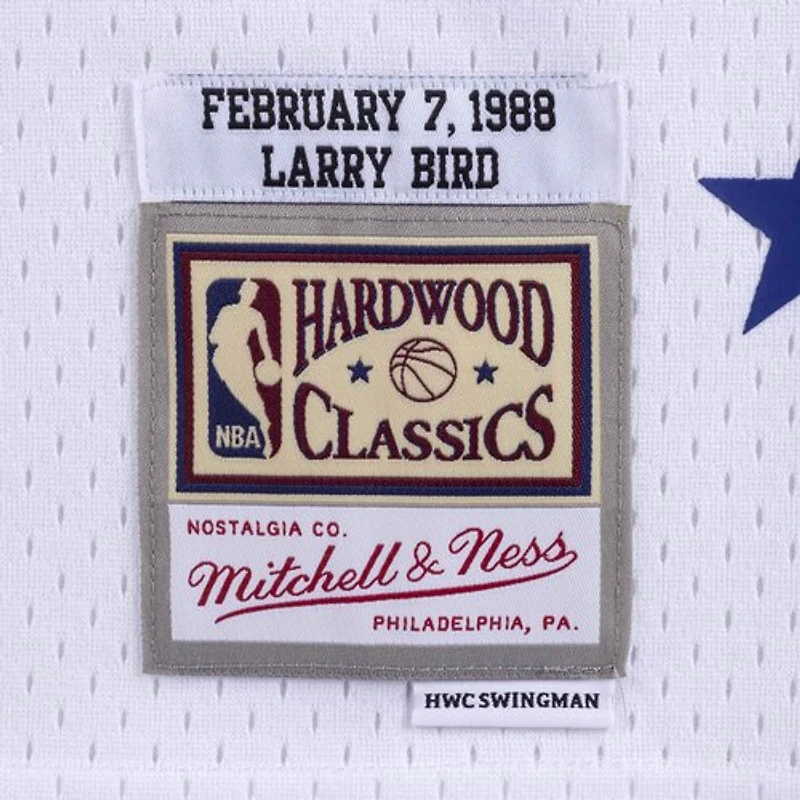 FEBRUARY 7, 1988
LARRY BIRD
HARDWOOD
CLASSICS
NBA
NOSTALGIA CO.
Mitchell & Ness
PHILADELPHIA, PA.
HWC SWINGMAN